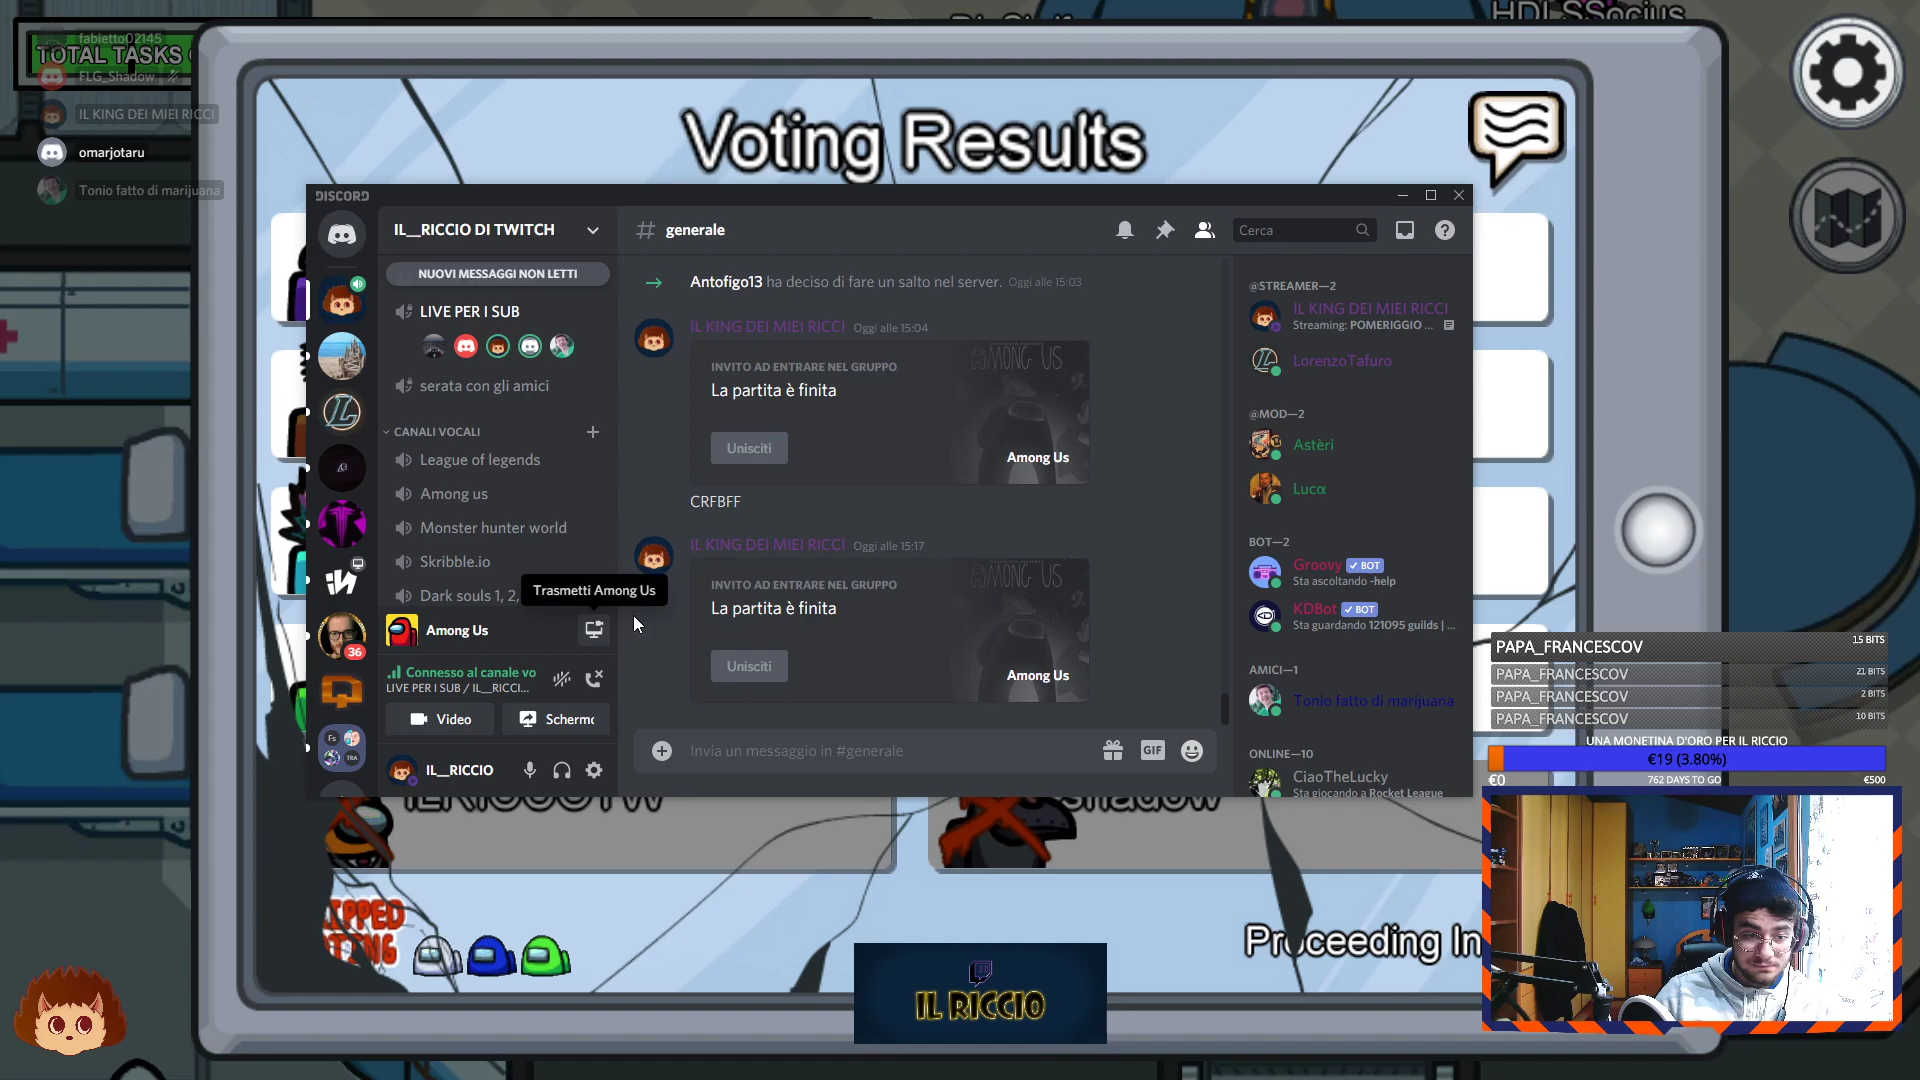 fabietto02145
TOTAL TASKS
FLG_Shadow
IL KING DEI MIEI RICCI
omarjotaru
Tonio fatto di marijuana
Voting Results
DISCORD
IL__RICCIO DI TWITCH
NUOVI MESSAGGI NON LETTI
LIVE PER I SUB
serata con gli amici
CANALI VOCALI
League of legends
Among us
Monster hunter world
Skribble.io
Dark souls 1, 2,
Trasmetti Among Us
Among Us
Connesso al canale vo
LIVE PER I SUB / IL__RICCI...
Video
Scherm
IL__RICCIO
36
generale
Cerca
Antofigo13 ha deciso di fare un salto nel server. Oggi alle 15:03
IL KING DEI MIEI RICCI Oggi alle 15:04
INVITO AD ENTRARE NEL GRUPPO
La partita è finita
Unisciti
Among Us
CRFBFF
IL KING DEI MIEI RICCI Oggi alle 15:17
INVITO AD ENTRARE NEL GRUPPO
La partita è finita
Unisciti
Among Us
Invia un messaggio in #generale
GIF
@STREAMER—2
IL KING DEI MIEI RICCI
Streaming: POMERIGGIO ...
LorenzoTafuro
@MOD—2
Astèri
Lucα
BOT—2
Groovy BOT
Sta ascoltando -help
KDBot BOT
Sta guardando 121095 guilds | ...
AMICI—1
Tonio fatto di marijuana
ONLINE—10
CiaoTheLucky
Sta giocando a Rocket League
PAPA_FRANCESCOV 15 BITS
PAPA_FRANCESCOV 21 BITS
PAPA_FRANCESCOV 2 BITS
PAPA_FRANCESCOV 10 BITS
UNA MONETINA D'ORO PER IL RICCIO
€19 (3.80%)
€0 762 DAYS TO GO €500
Proceeding In
IL RICCIO